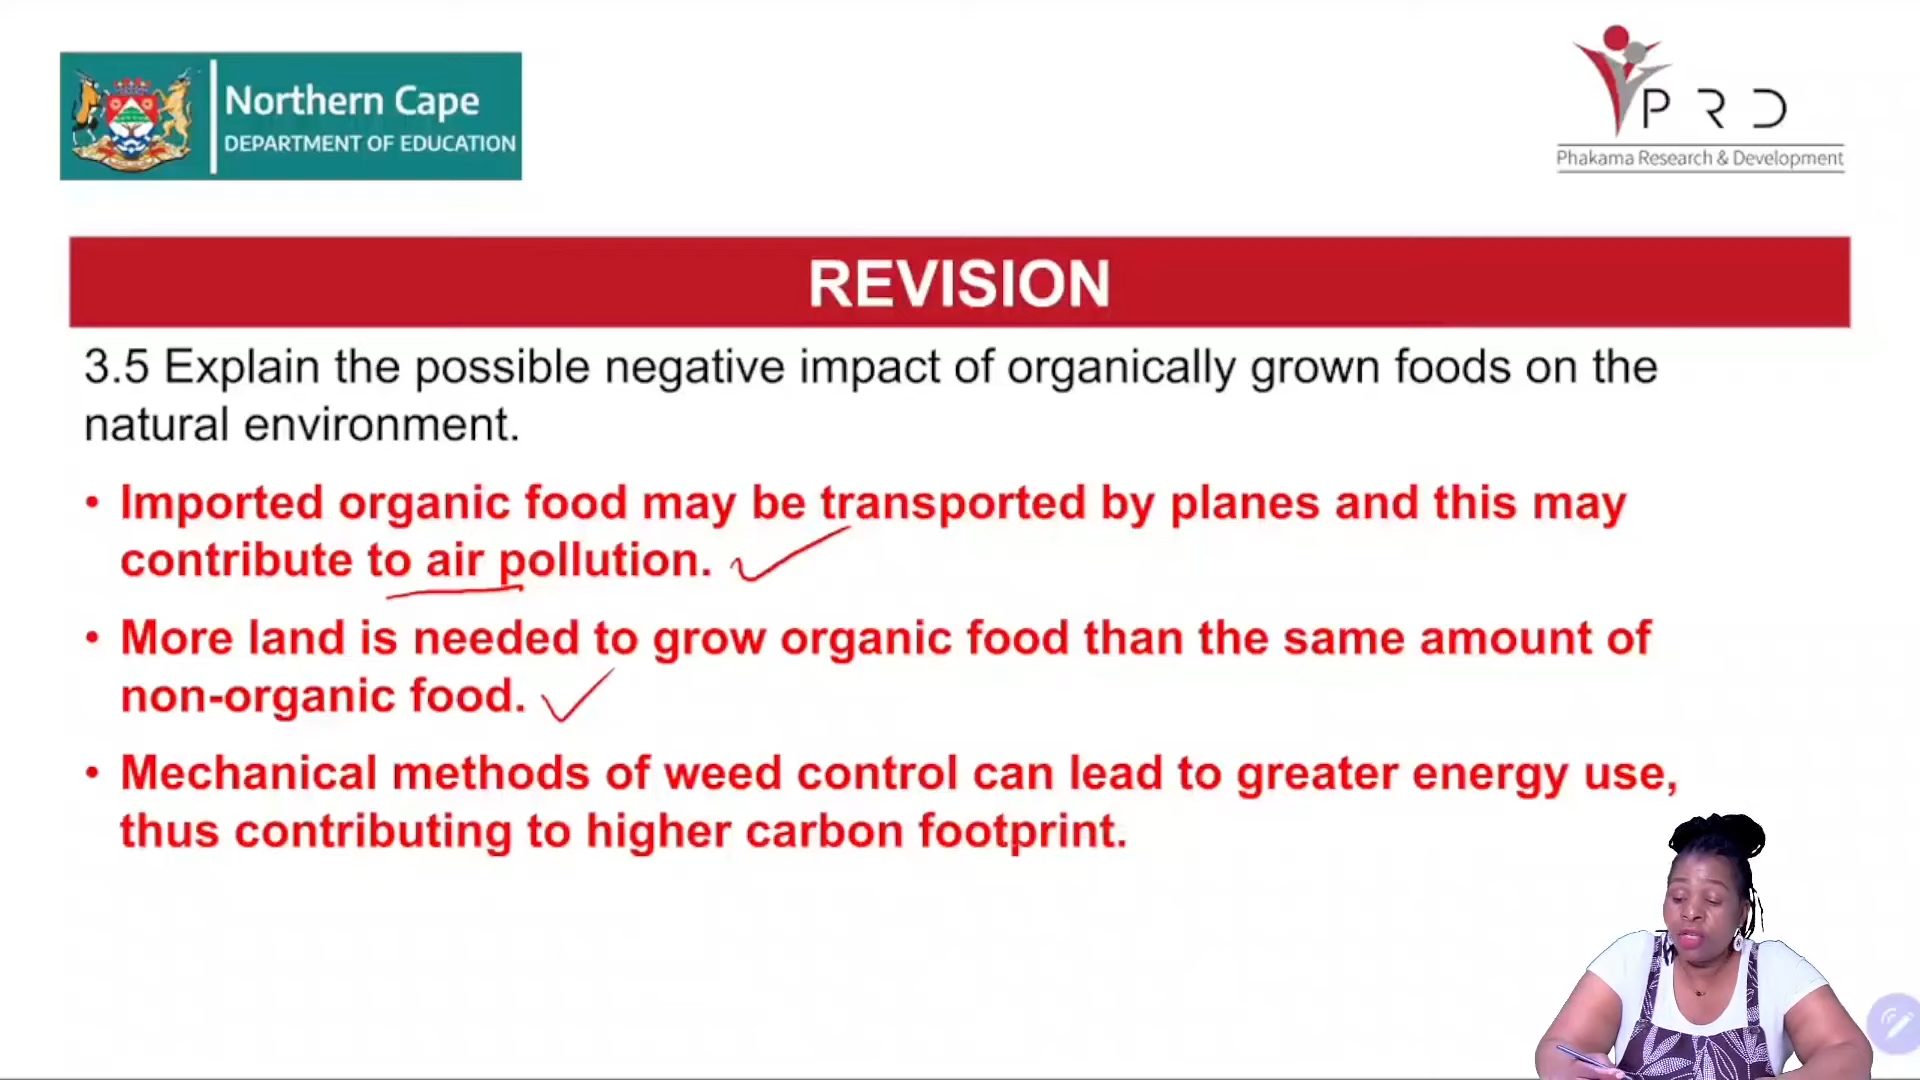 Northern Cape
DEPARTMENT OF EDUCATION
PRD
Phakama Research & Development
REVISION
3.5 Explain the possible negative impact of organically grown foods on the
natural environment.
• Imported organic food may be transported by planes and this may
contribute to air pollution.
• More land is needed to grow organic food than the same amount of
non-organic food.
• Mechanical methods of weed control can lead to greater energy use,
thus contributing to higher carbon footprint.